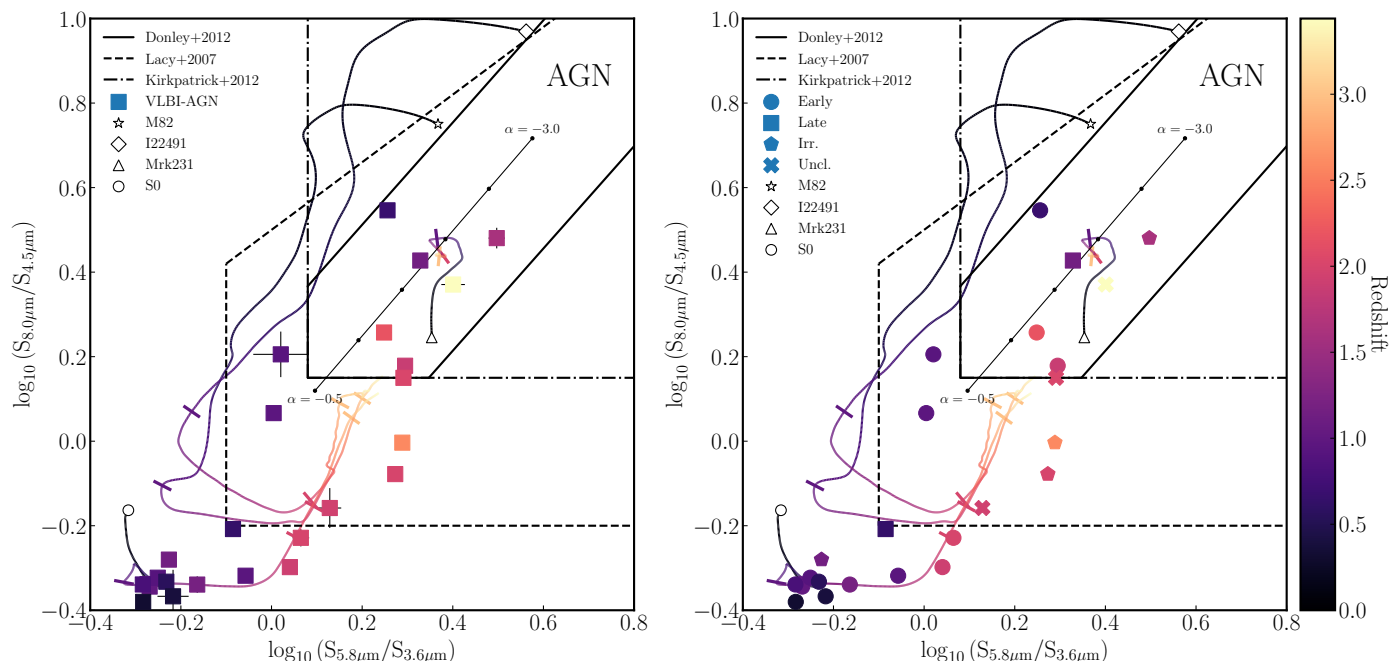 Donley+2012
Lacy+2007
Kirkpatrick+2012
VLBI-AGN
M82
I22491
Mrk231
S0
AGN
α = −3.0
α = −0.5
1.0
0.8
0.6
0.4
0.2
0.0
−0.2
−0.4
−0.4 −0.2 0.0 0.2 0.4 0.6 0.8
log10 (S8.0μm/S4.5μm)
log10 (S5.8μm/S3.6μm)
Donley+2012
Lacy+2007
Kirkpatrick+2012
Early
Late
Irr.
Uncl.
M82
I22491
Mrk231
S0
AGN
α = −3.0
α = −0.5
1.0
0.8
0.6
0.4
0.2
0.0
−0.2
−0.4
−0.4 −0.2 0.0 0.2 0.4 0.6 0.8
log10 (S8.0μm/S4.5μm)
log10 (S5.8μm/S3.6μm)
3.0
2.5
2.0
1.5
1.0
0.5
0.0
Redshift